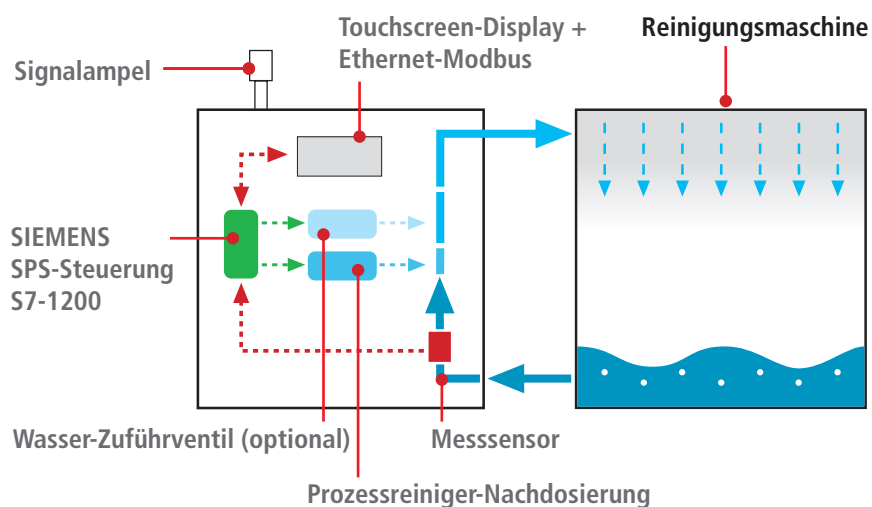 Touchscreen-Display +
Ethernet-Modbus
Reinigungsmaschine
Signalampel
SIEMENS
SPS-Steuerung
S7-1200
Wasser-Zuführventil (optional)
Messsensor
Prozessreiniger-Nachdosierung